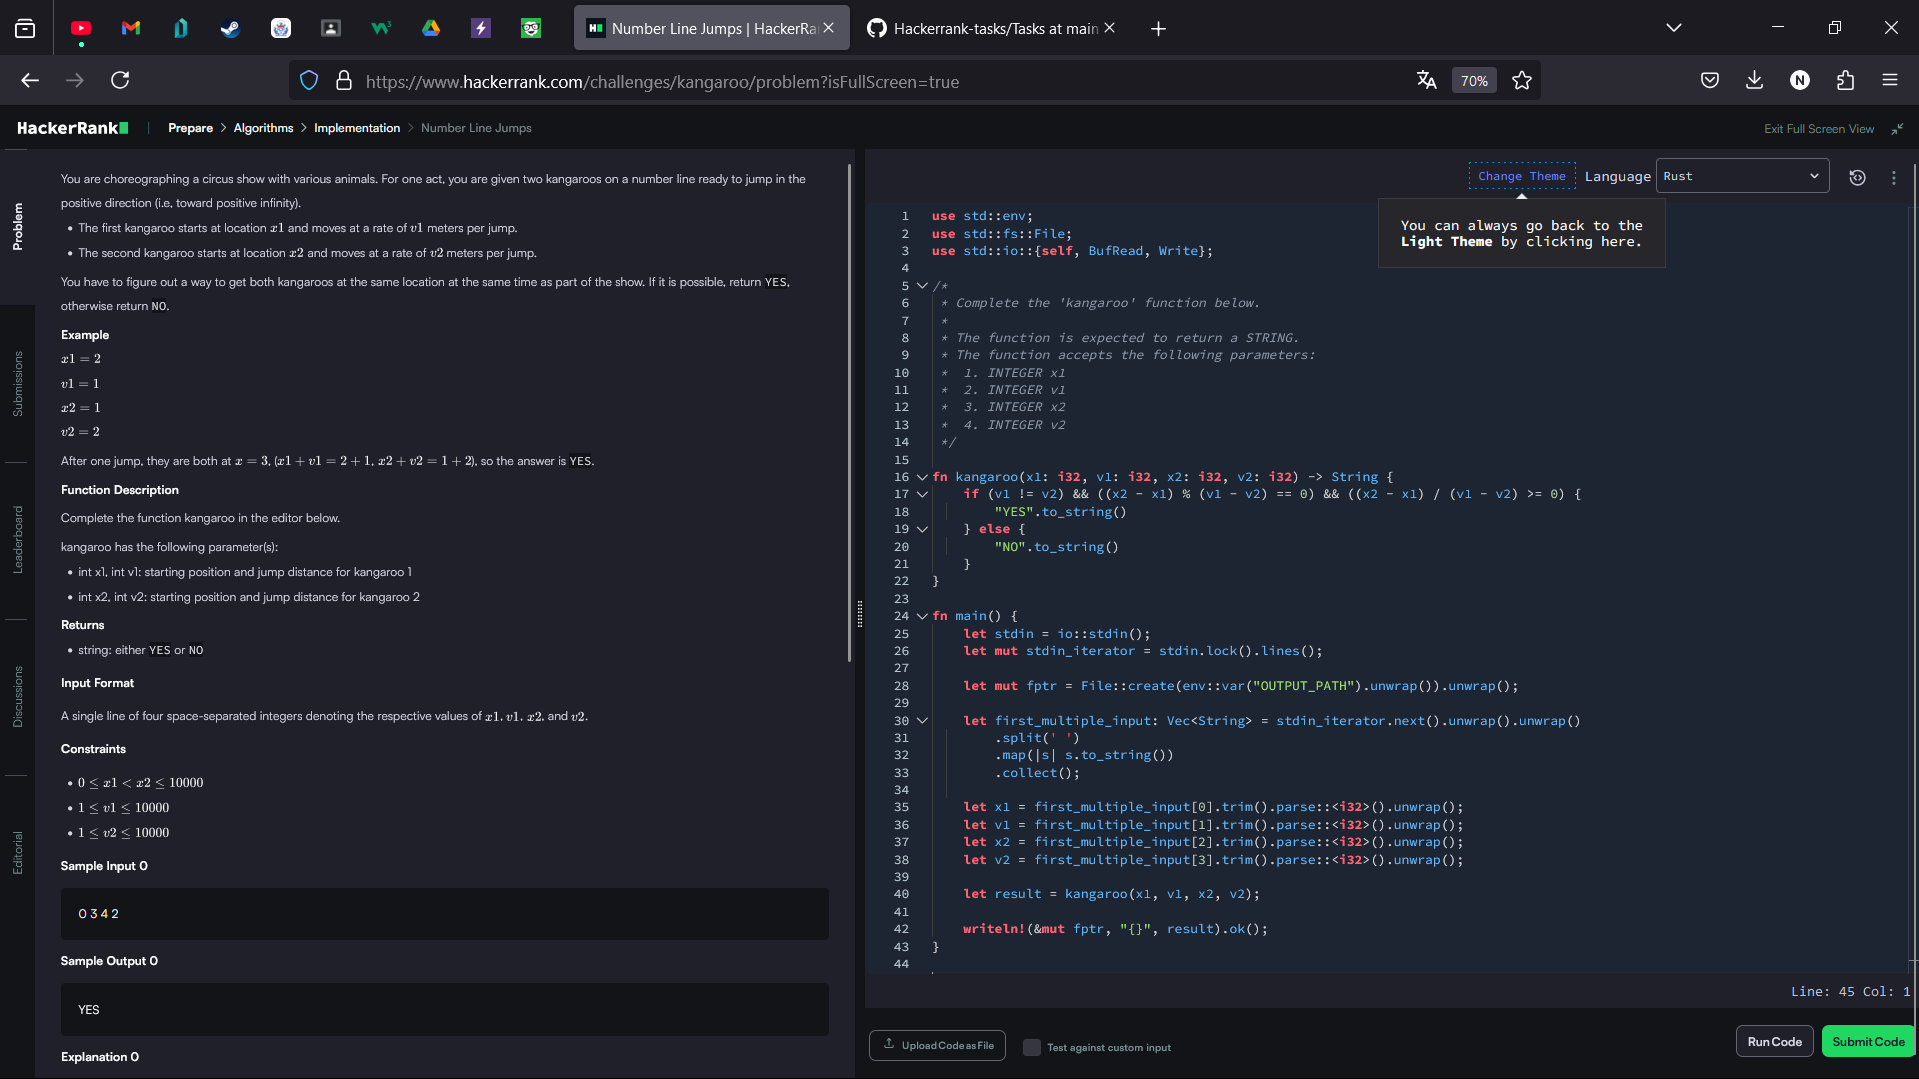 Number Line Jumps | HackerRa
Hackerrank-tasks/Tasks at main
https://www.hackerrank.com/challenges/kangaroo/problem?isFullScreen=true
70%
N
HackerRank
Prepare > Algorithms > Implementation > Number Line Jumps
Exit Full Screen View
Problem
Submissions
Leaderboard
Discussions
Editorial
You are choreographing a circus show with various animals. For one act, you are given two kangaroos on a number line ready to jump in the
positive direction (i.e, toward positive infinity).
• The first kangaroo starts at location x1 and moves at a rate of v1 meters per jump.
• The second kangaroo starts at location x2 and moves at a rate of v2 meters per jump.
You have to figure out a way to get both kangaroos at the same location at the same time as part of the show. If it is possible, return YES,
otherwise return NO.
Example
x1 = 2
v1 = 1
x2 = 1
v2 = 2
After one jump, they are both at x = 3, (x1 + v1 = 2 + 1, x2 + v2 = 1 + 2), so the answer is YES.
Function Description
Complete the function kangaroo in the editor below.
kangaroo has the following parameter(s):
• int x1, int v1: starting position and jump distance for kangaroo 1
• int x2, int v2: starting position and jump distance for kangaroo 2
Returns
• string: either YES or NO
Input Format
A single line of four space-separated integers denoting the respective values of x1, v1, x2, and v2.
Constraints
• 0 ≤ x1 < x2 ≤ 10000
• 1 ≤ v1 ≤ 10000
• 1 ≤ v2 ≤ 10000
Sample Input 0
0 3 4 2
Sample Output 0
YES
Explanation 0
Change Theme
Language
Rust
You can always go back to the
Light Theme by clicking here.
1 use std::env;
2 use std::fs::File;
3 use std::io::{self, BufRead, Write};
4
5 /*
6  * Complete the 'kangaroo' function below.
7  *
8  * The function is expected to return a STRING.
9  * The function accepts the following parameters:
10  *  1. INTEGER x1
11  *  2. INTEGER v1
12  *  3. INTEGER x2
13  *  4. INTEGER v2
14  */
15
16 fn kangaroo(x1: i32, v1: i32, x2: i32, v2: i32) -> String {
17     if (v1 != v2) && ((x2 - x1) % (v1 - v2) == 0) && ((x2 - x1) / (v1 - v2) >= 0) {
18         "YES".to_string()
19     } else {
20         "NO".to_string()
21     }
22 }
23
24 fn main() {
25     let stdin = io::stdin();
26     let mut stdin_iterator = stdin.lock().lines();
27
28     let mut fptr = File::create(env::var("OUTPUT_PATH").unwrap()).unwrap();
29
30     let first_multiple_input: Vec<String> = stdin_iterator.next().unwrap().unwrap()
31         .split(' ')
32         .map(|s| s.to_string())
33         .collect();
34
35     let x1 = first_multiple_input[0].trim().parse::<i32>().unwrap();
36     let v1 = first_multiple_input[1].trim().parse::<i32>().unwrap();
37     let x2 = first_multiple_input[2].trim().parse::<i32>().unwrap();
38     let v2 = first_multiple_input[3].trim().parse::<i32>().unwrap();
39
40     let result = kangaroo(x1, v1, x2, v2);
41
42     writeln!(&mut fptr, "{}", result).ok();
43 }
44
Line: 45 Col: 1
Upload Code as File
Test against custom input
Run Code
Submit Code